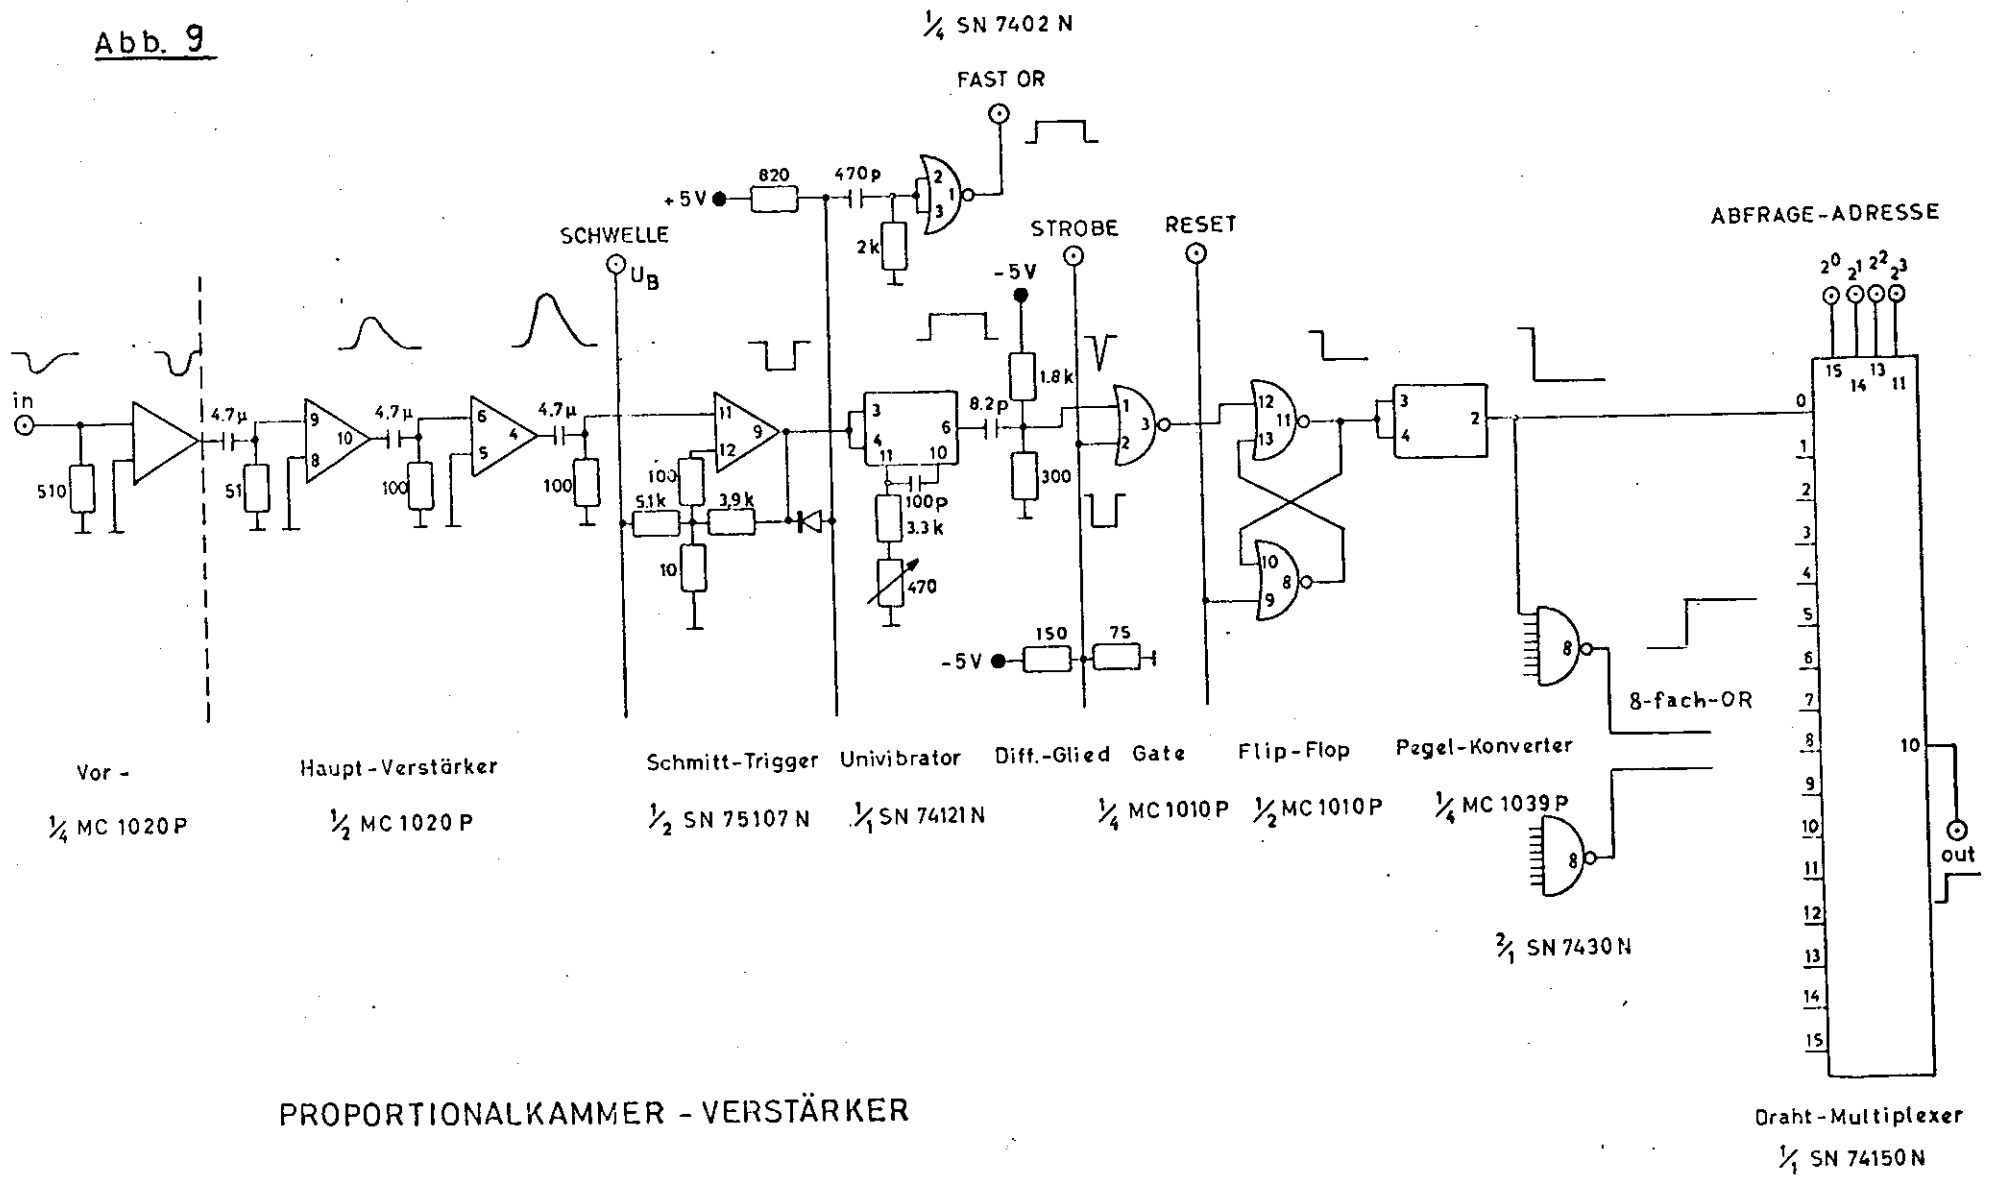 Abb. 9
1/4 SN 7402 N
FAST OR
820
470p
+5V
2
3
1
2k
SCHWELLE
U_B
STROBE
RESET
-5V
ABFRAGE-ADRESSE
2^0 2^1 2^2 2^3
15 14 13 11
in
510
4.7μ
51
9
8
10
4.7μ
100
6
5
4
4.7μ
100
11
12
9
100
5.1k
3,9k
10
3
4
11
10
6
100p
3.3k
470
8.2p
1.8k
300
1
2
3
12
13
11
10
9
8
3
4
2
-5V
150
75
8
8-fach-OR
8
0
1
2
3
4
5
6
7
8
9
10
11
12
13
14
15
10
out
Vor-
Haupt-Verstärker
Schmitt-Trigger
Univibrator
Diff.-Glied
Gate
Flip-Flop
Pegel-Konverter
1/4 MC 1020 P
1/2 MC 1020 P
1/2 SN 75107 N
1/1 SN 74121 N
1/4 MC 1010 P
1/2 MC 1010 P
1/4 MC 1039 P
2/1 SN 7430 N
PROPORTIONALKAMMER - VERSTÄRKER
Draht-Multiplexer
1/1 SN 74150 N